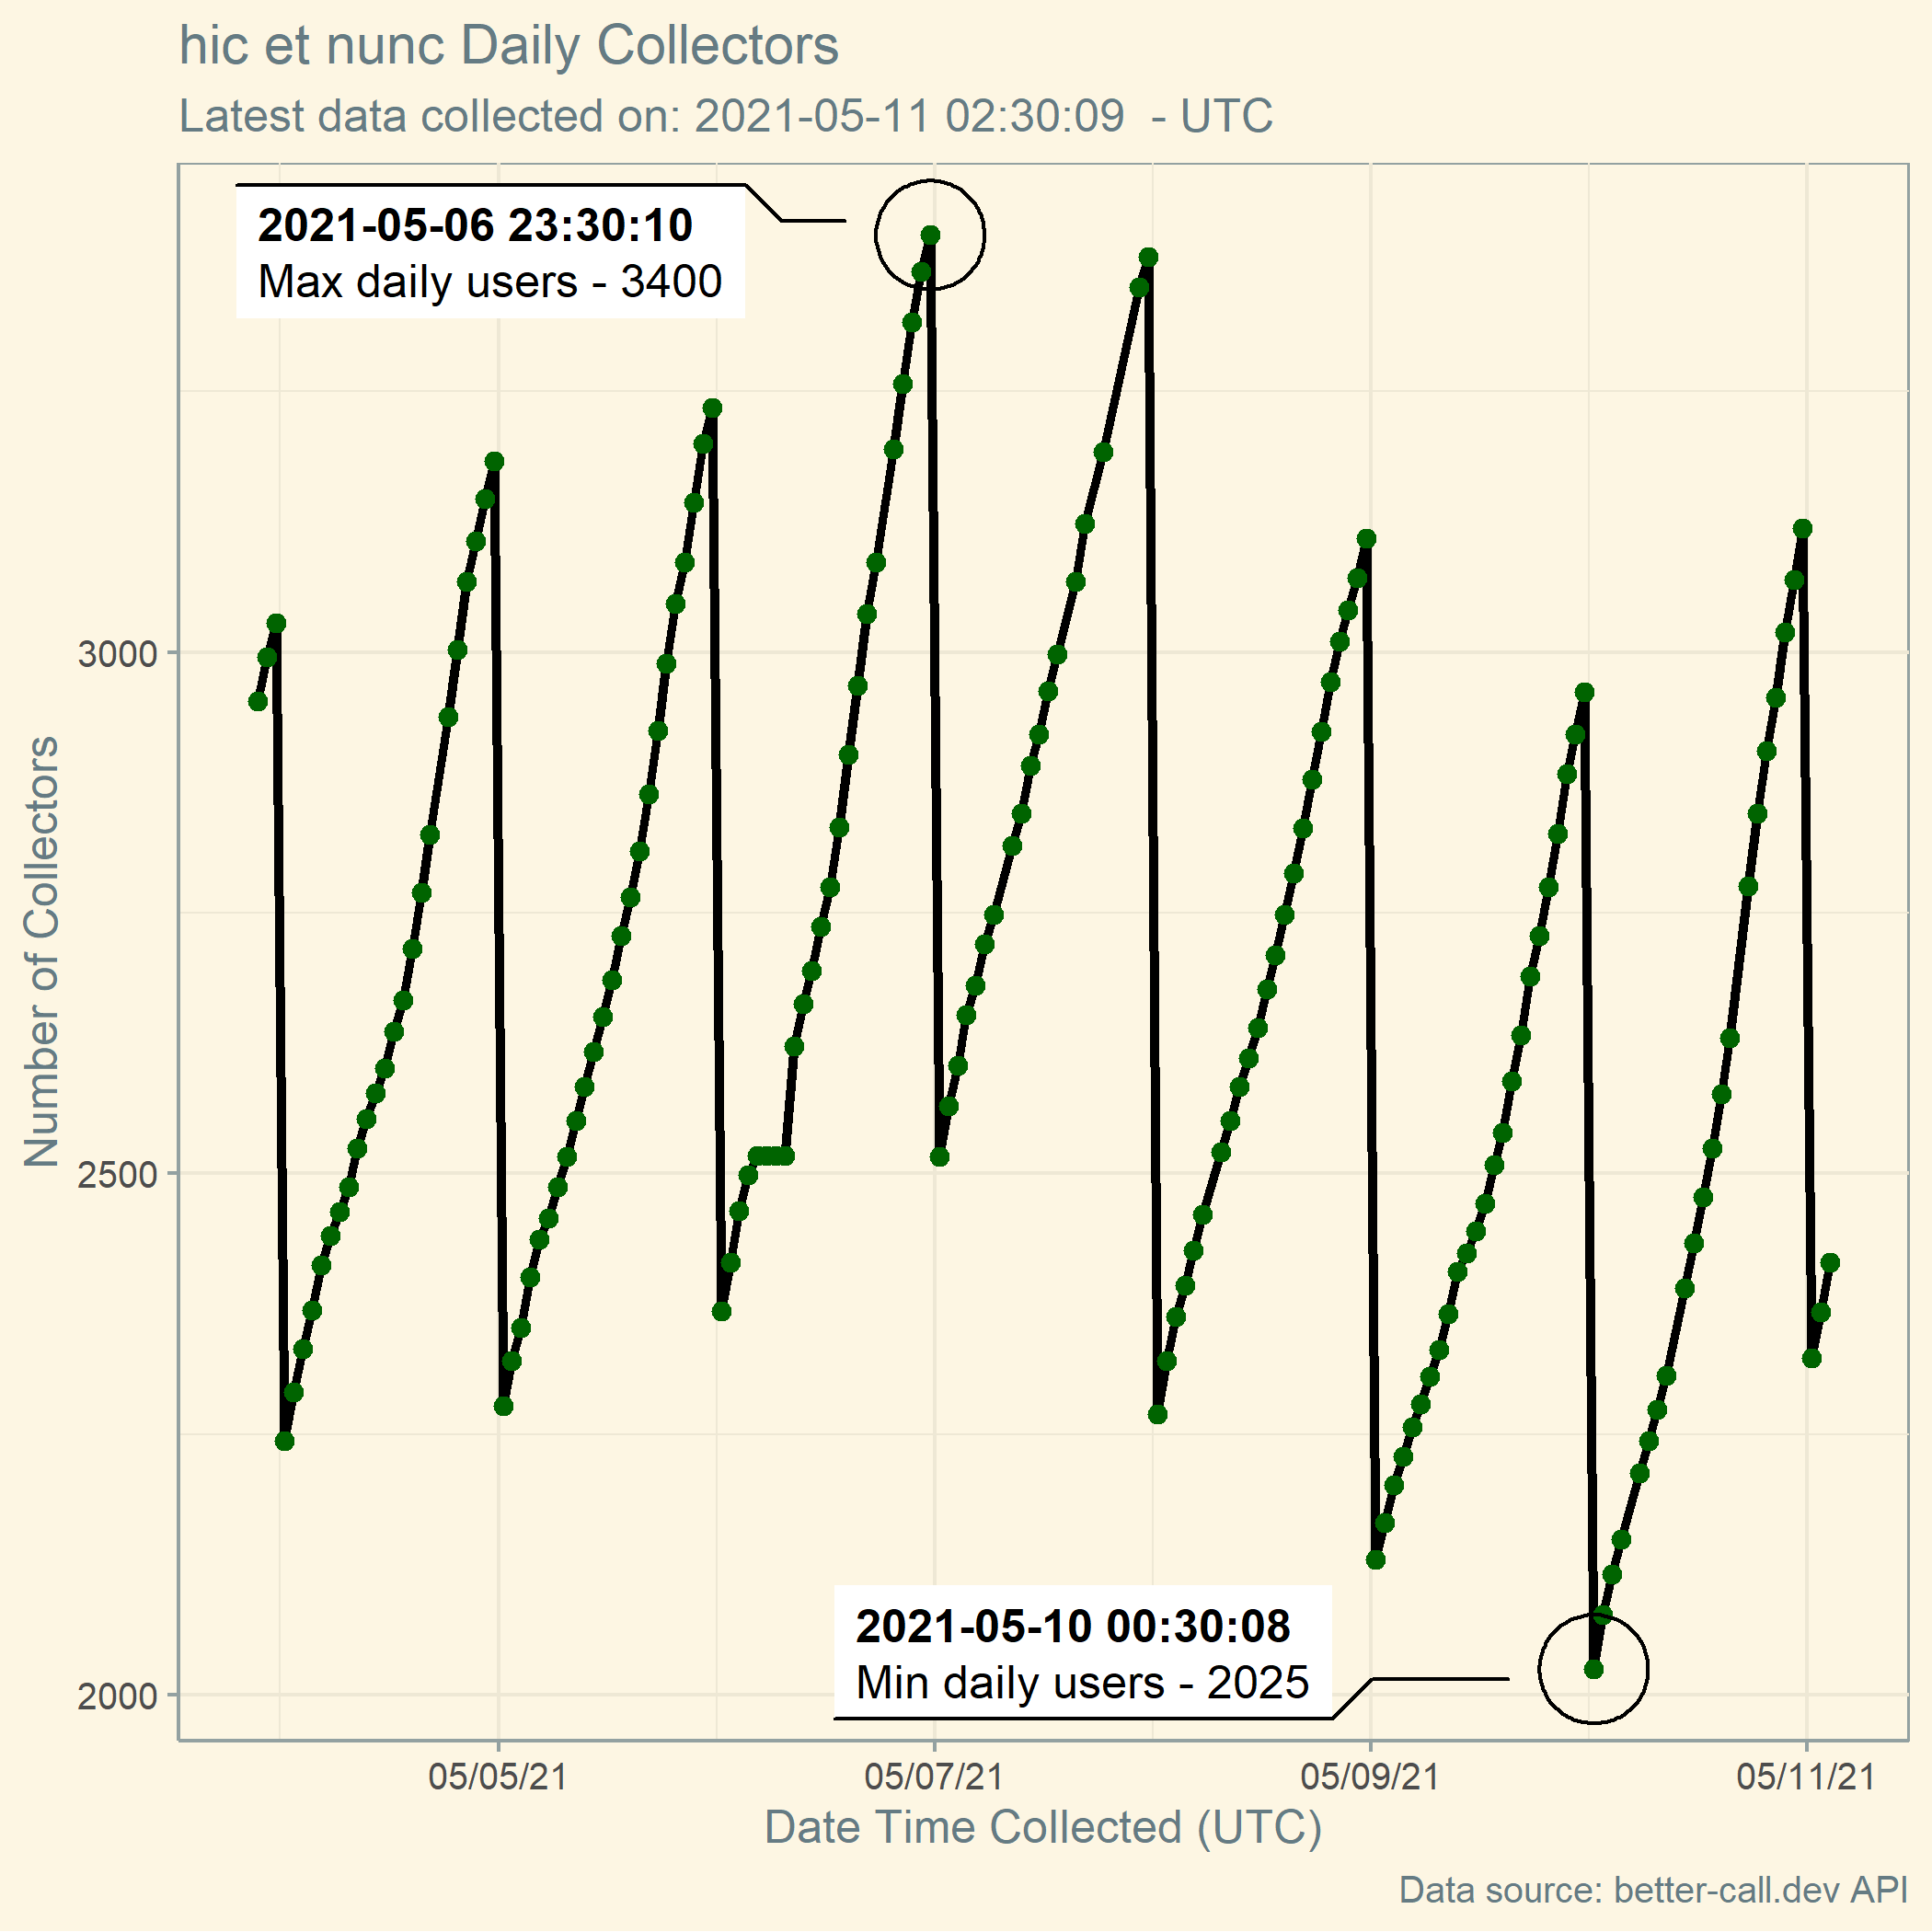 hic et nunc Daily Collectors
Latest data collected on: 2021-05-11 02:30:09  - UTC
2021-05-06 23:30:10
Max daily users - 3400
Number of Collectors
3000
2500
2000
2021-05-10 00:30:08
Min daily users - 2025
05/05/21 05/07/21 05/09/21 05/11/21
Date Time Collected (UTC)
Data source: better-call.dev API